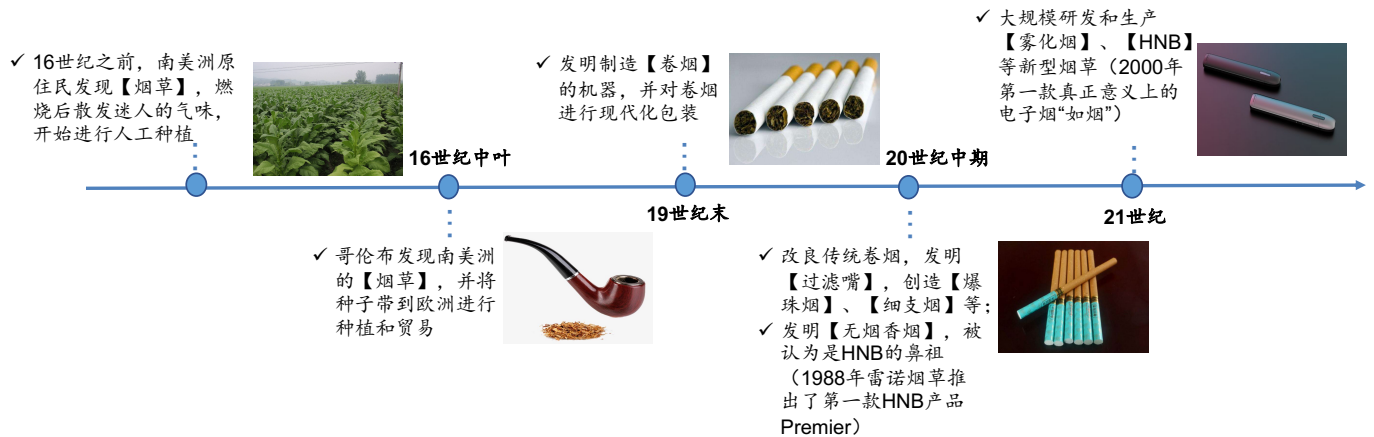 ✓ 16世纪之前，南美洲原
住民发现【烟草】，燃
烧后散发迷人的气味，
开始进行人工种植
16世纪中叶
✓ 哥伦布发现南美洲
的【烟草】，并将
种子带到欧洲进行
种植和贸易
✓ 发明制造【卷烟】
的机器，并对卷烟
进行现代化包装
19世纪末
20世纪中期
✓ 改良传统卷烟，发明
【过滤嘴】，创造【爆
珠烟】、【细支烟】等；
✓ 发明【无烟香烟】，被
认为是HNB的鼻祖
（1988年雷诺烟草推
出了第一款HNB产品
Premier）
✓ 大规模研发和生产
【雾化烟】、【HNB】
等新型烟草（2000年
第一款真正意义上的
电子烟“如烟”）
21世纪